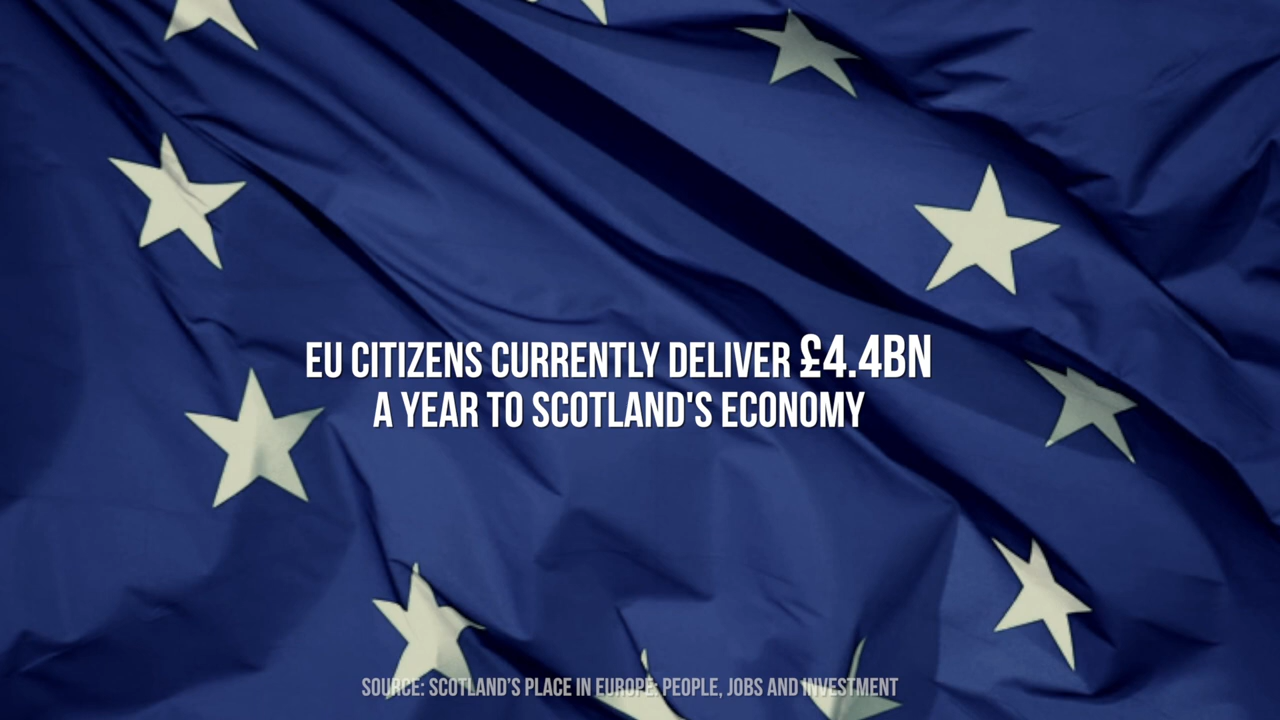 EU CITIZENS CURRENTLY DELIVER £4.4BN
A YEAR TO SCOTLAND'S ECONOMY
SOURCE: SCOTLAND’S PLACE IN EUROPE: PEOPLE, JOBS AND INVESTMENT